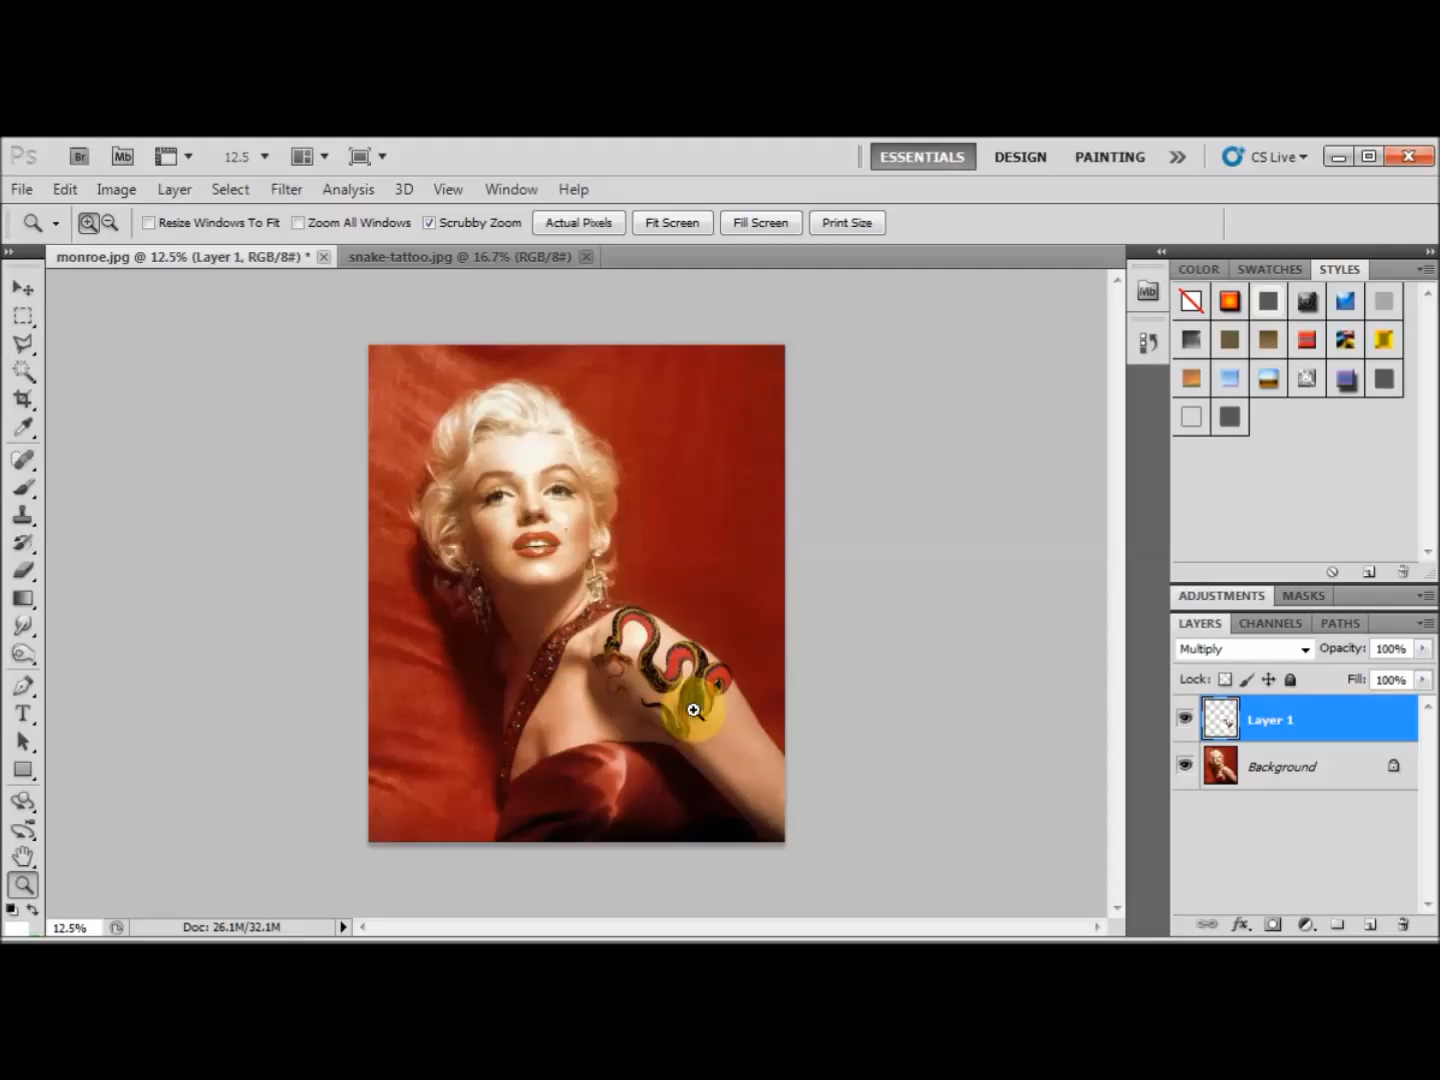 Ps Br Mb 12.5 ESSENTIALS DESIGN PAINTING CS Live
File Edit Image Layer Select Filter Analysis 3D View Window Help
Resize Windows To Fit Zoom All Windows Scrubby Zoom Actual Pixels Fit Screen Fill Screen Print Size
monroe.jpg @ 12.5% (Layer 1, RGB/8#) * snake-tattoo.jpg @ 16.7% (RGB/8#)
COLOR SWATCHES STYLES
Mb
ADJUSTMENTS MASKS
LAYERS CHANNELS PATHS
Multiply Opacity: 100%
Lock: Fill: 100%
Layer 1
Background
12.5% Doc: 26.1M/32.1M